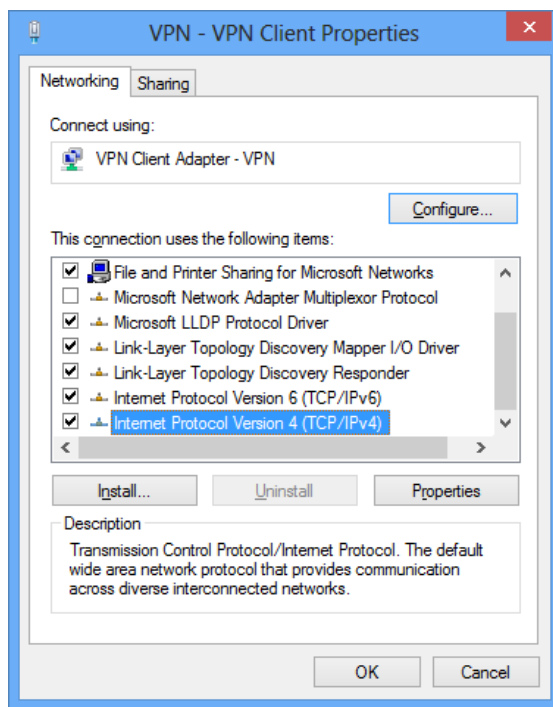 VPN - VPN Client Properties
Networking
Sharing
Connect using:
VPN Client Adapter - VPN
Configure...
This connection uses the following items:
File and Printer Sharing for Microsoft Networks
Microsoft Network Adapter Multiplexor Protocol
Microsoft LLDP Protocol Driver
Link-Layer Topology Discovery Mapper I/O Driver
Link-Layer Topology Discovery Responder
Internet Protocol Version 6 (TCP/IPv6)
Internet Protocol Version 4 (TCP/IPv4)
Install...
Uninstall
Properties
Description
Transmission Control Protocol/Internet Protocol. The default
wide area network protocol that provides communication
across diverse interconnected networks.
OK
Cancel